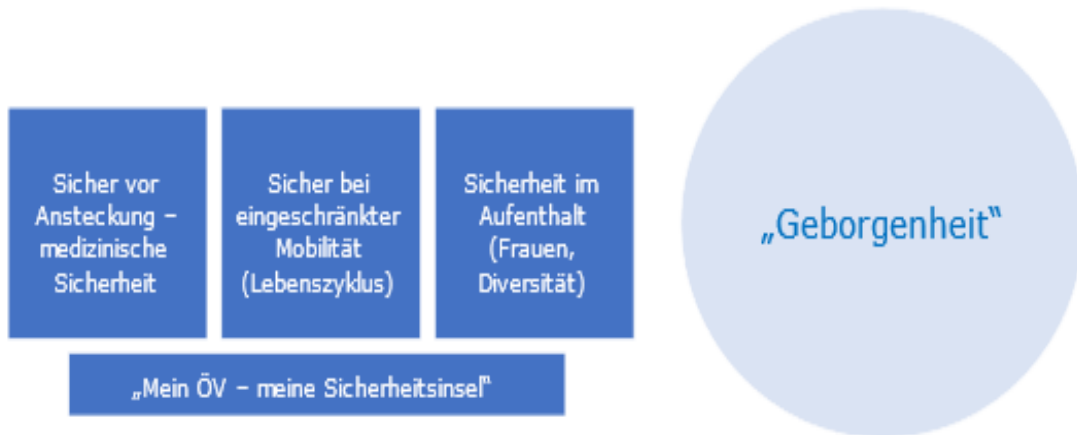 Sicher vor
Ansteckung –
medizinische
Sicherheit
Sicher bei
eingeschränkter
Mobilität
(Lebenszyklus)
Sicherheit im
Aufenthalt
(Frauen,
Diversität)
„Mein ÖV – meine Sicherheitsinsel“
„Geborgenheit“